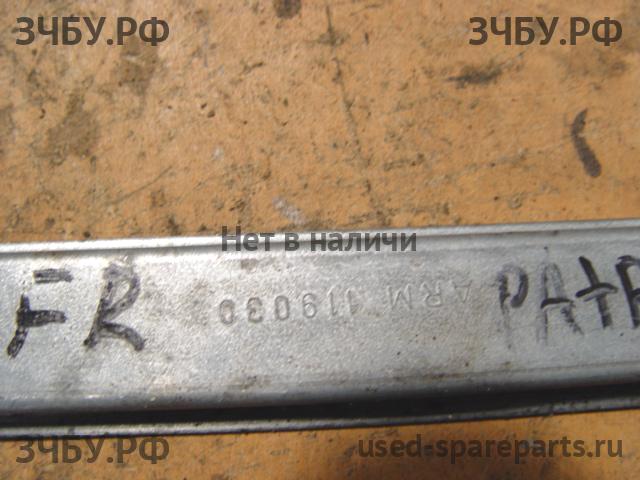 ЗЧБУ.РФ ЗЧБУ.РФ
Нет в наличи
FR ARM 119030 PATR
ЗЧБУ.РФ used-spareparts.ru